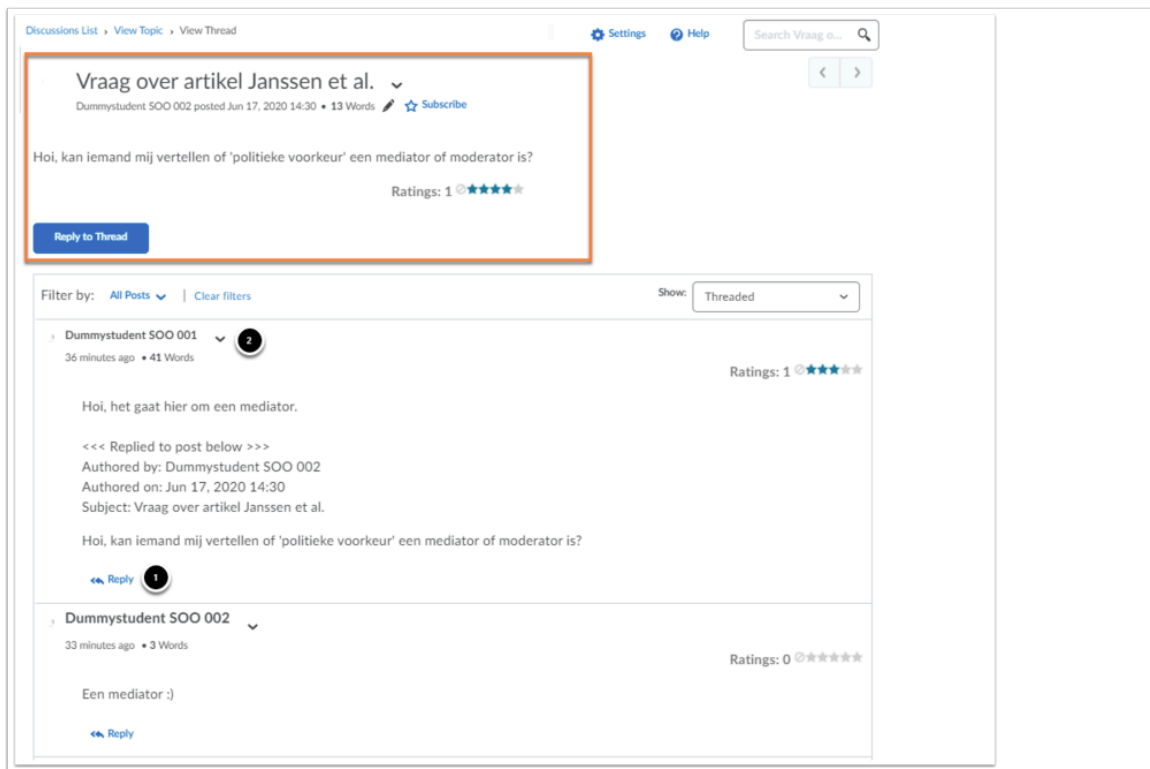 Discussions List › View Topic › View Thread
Settings Help Search Vraag o...
Vraag over artikel Janssen et al.
Dummystudent SOO 002 posted Jun 17, 2020 14:30 • 13 Words Subscribe
Hoi, kan iemand mij vertellen of 'politieke voorkeur' een mediator of moderator is?
Ratings: 1
Reply to Thread
Filter by: All Posts | Clear filters Show: Threaded
Dummystudent SOO 001 2
36 minutes ago • 41 Words
Ratings: 1
Hoi, het gaat hier om een mediator.
<<< Replied to post below >>>
Authored by: Dummystudent SOO 002
Authored on: Jun 17, 2020 14:30
Subject: Vraag over artikel Janssen et al.
Hoi, kan iemand mij vertellen of 'politieke voorkeur' een mediator of moderator is?
Reply 1
Dummystudent SOO 002
33 minutes ago • 3 Words
Ratings: 0
Een mediator :)
Reply